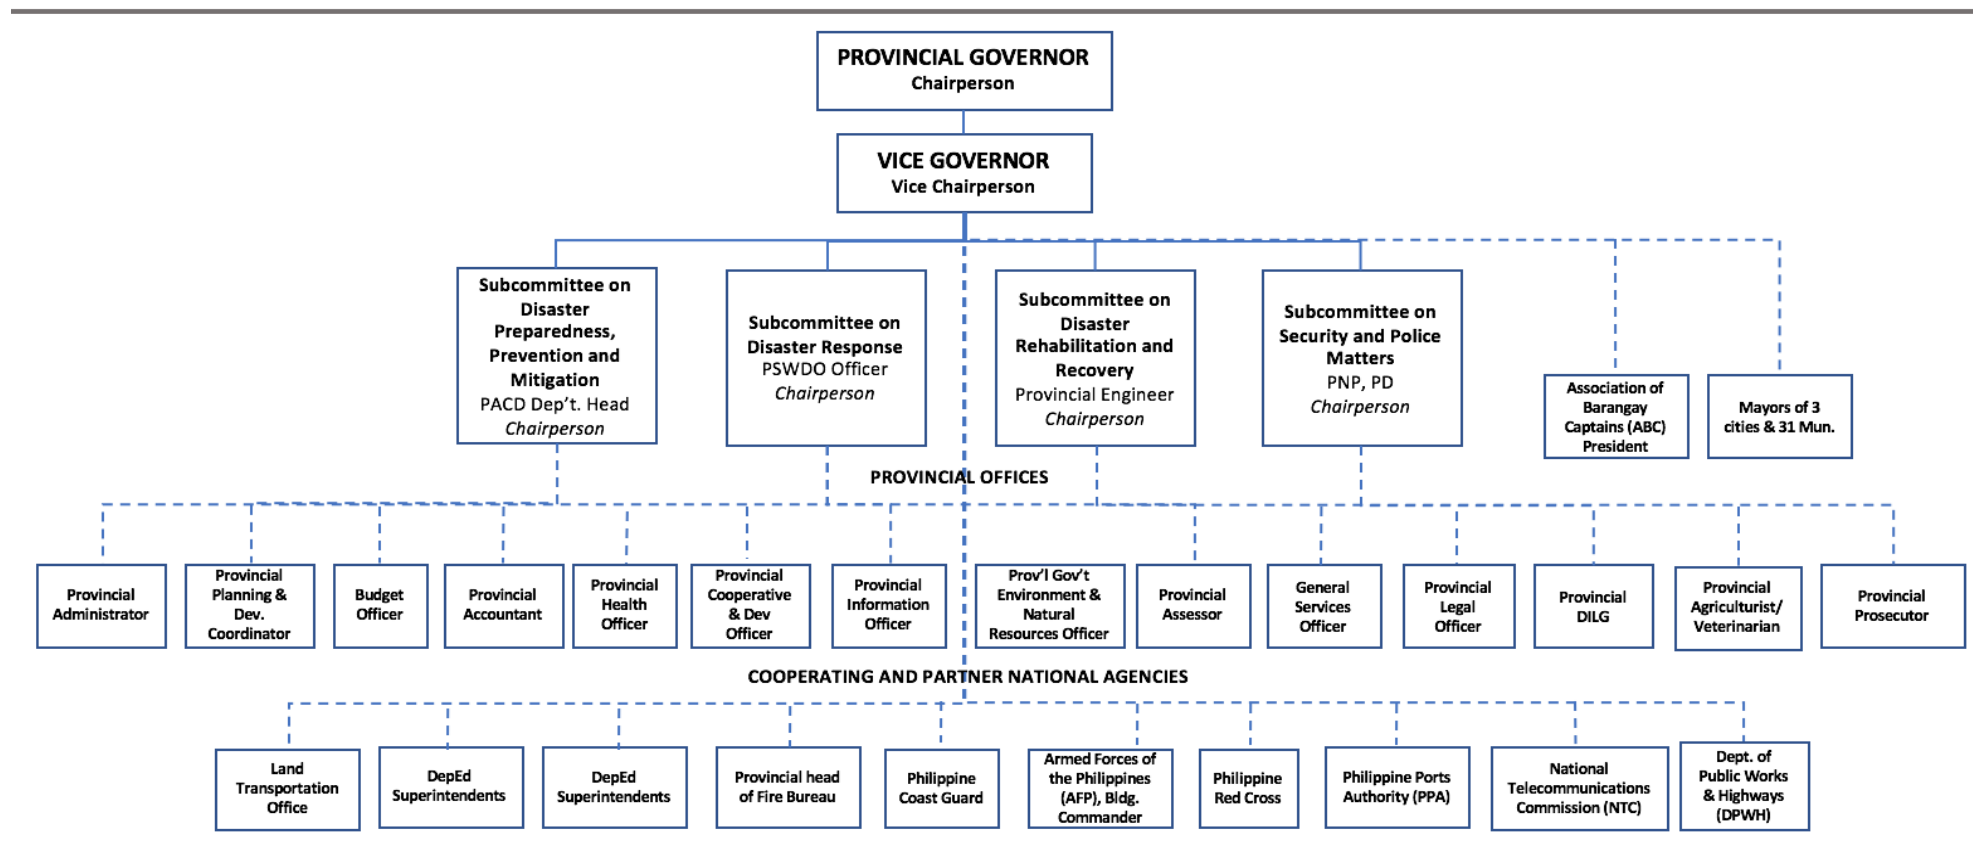 PROVINCIAL GOVERNOR
Chairperson
VICE GOVERNOR
Vice Chairperson
Subcommittee on
Disaster
Preparedness,
Prevention and
Mitigation
PACD Dep’t. Head
Chairperson
Subcommittee on
Disaster Response
PSWDO Officer
Chairperson
Subcommittee on
Disaster
Rehabilitation and
Recovery
Provincial Engineer
Chairperson
Subcommittee on
Security and Police
Matters
PNP, PD
Chairperson
Association of
Barangay
Captains (ABC)
President
Mayors of 3
cities & 31 Mun.
PROVINCIAL OFFICES
Provincial
Administrator
Provincial
Planning &
Dev.
Coordinator
Budget
Officer
Provincial
Accountant
Provincial
Health
Officer
Provincial
Cooperative
& Dev
Officer
Provincial
Information
Officer
Prov’l Gov’t
Environment &
Natural
Resources Officer
Provincial
Assessor
General
Services
Officer
Provincial
Legal
Officer
Provincial
DILG
Provincial
Agriculturist/
Veterinarian
Provincial
Prosecutor
COOPERATING AND PARTNER NATIONAL AGENCIES
Land
Transportation
Office
DepEd
Superintendents
DepEd
Superintendents
Provincial head
of Fire Bureau
Philippine
Coast Guard
Armed Forces of
the Philippines
(AFP), Bldg.
Commander
Philippine
Red Cross
Philippine Ports
Authority (PPA)
National
Telecommunications
Commission (NTC)
Dept. of
Public Works
& Highways
(DPWH)